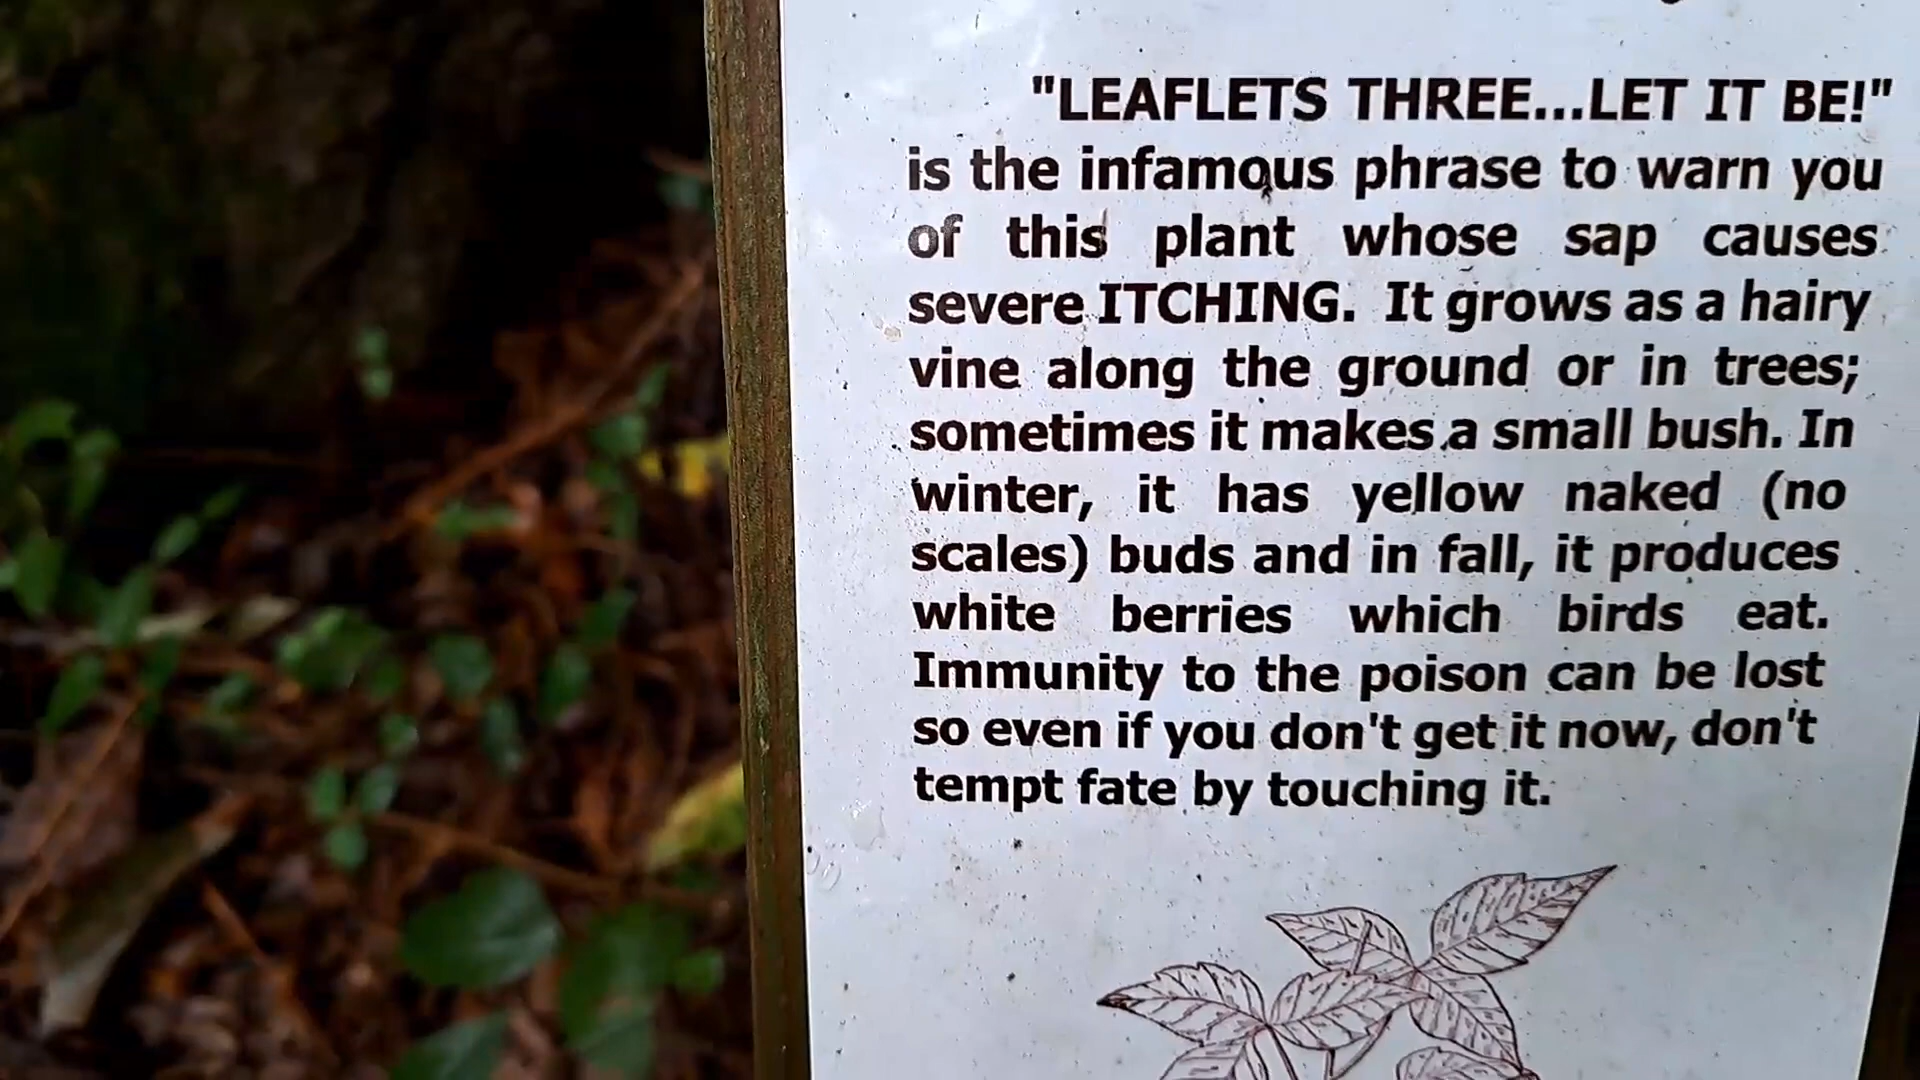 "LEAFLETS THREE...LET IT BE!"
is the infamous phrase to warn you
of this plant whose sap causes
severe ITCHING. It grows as a hairy
vine along the ground or in trees;
sometimes it makes a small bush. In
winter, it has yellow naked (no
scales) buds and in fall, it produces
white berries which birds eat.
Immunity to the poison can be lost
so even if you don't get it now, don't
tempt fate by touching it.